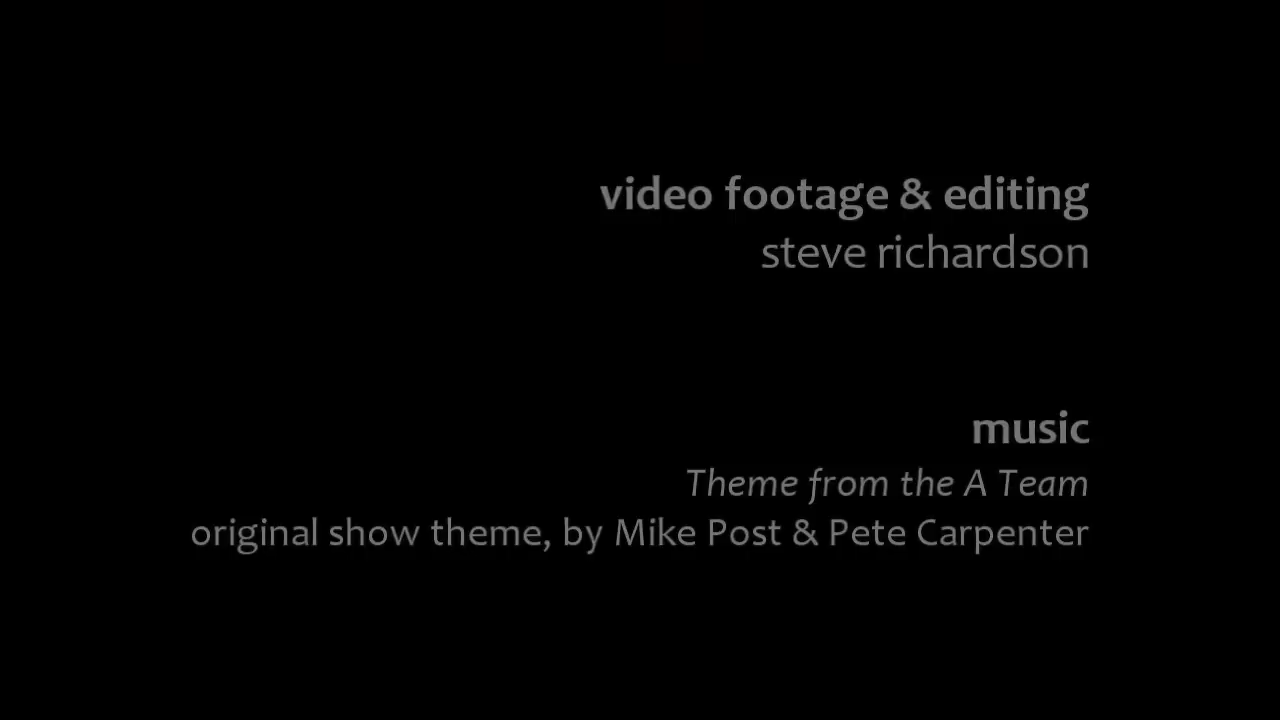 video footage & editing
steve richardson
music
Theme from the A Team
original show theme, by Mike Post & Pete Carpenter